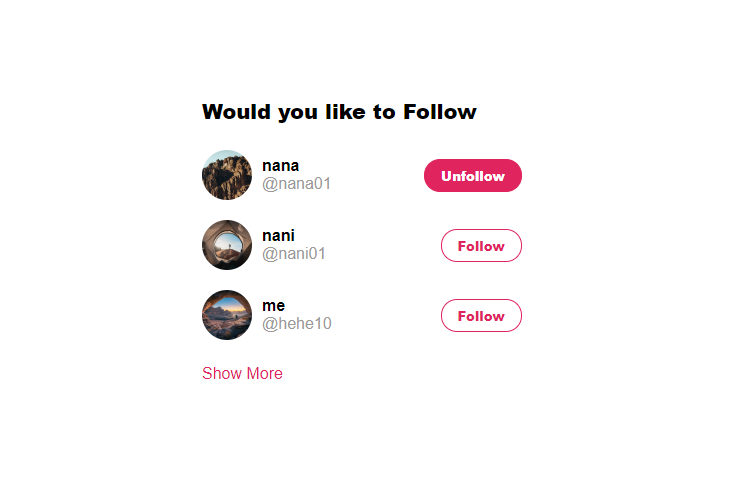 Would you like to Follow
nana
@nana01
Unfollow
nani
@nani01
Follow
me
@hehe10
Follow
Show More